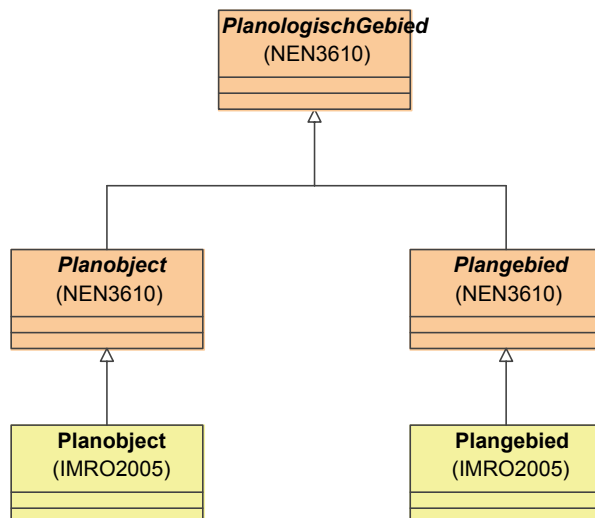 PlanologischGebied
(NEN3610)
Planobject
(NEN3610)
Plangebied
(NEN3610)
Planobject
(IMRO2005)
Plangebied
(IMRO2005)